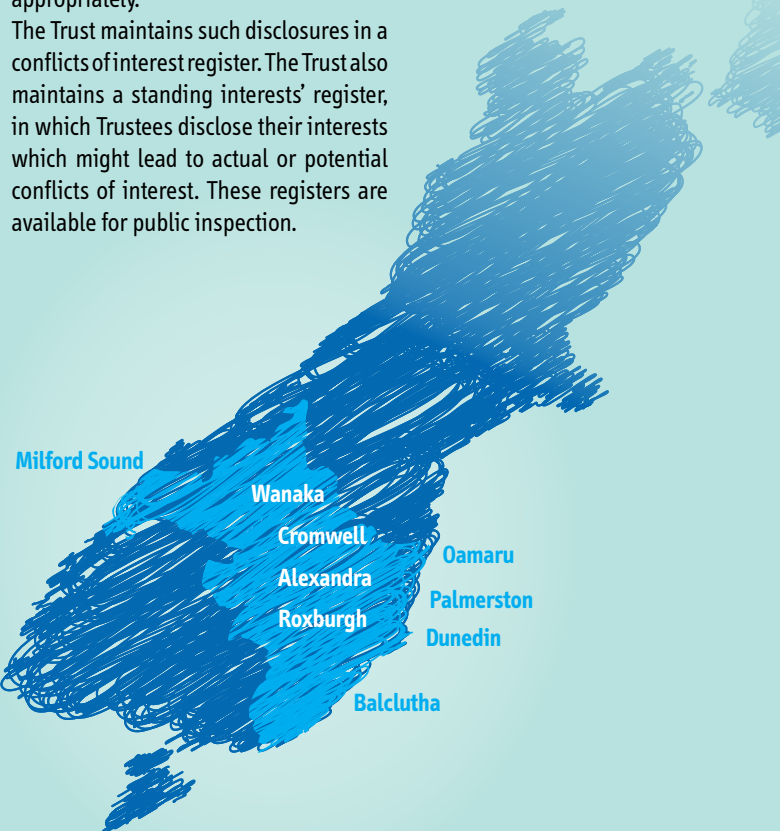 appropriately.
The Trust maintains such disclosures in a
conflicts of interest register. The Trust also
maintains a standing interests’ register,
in which Trustees disclose their interests
which might lead to actual or potential
conflicts of interest. These registers are
available for public inspection.
Milford Sound
Wanaka
Cromwell
Oamaru
Alexandra
Palmerston
Roxburgh
Dunedin
Balclutha